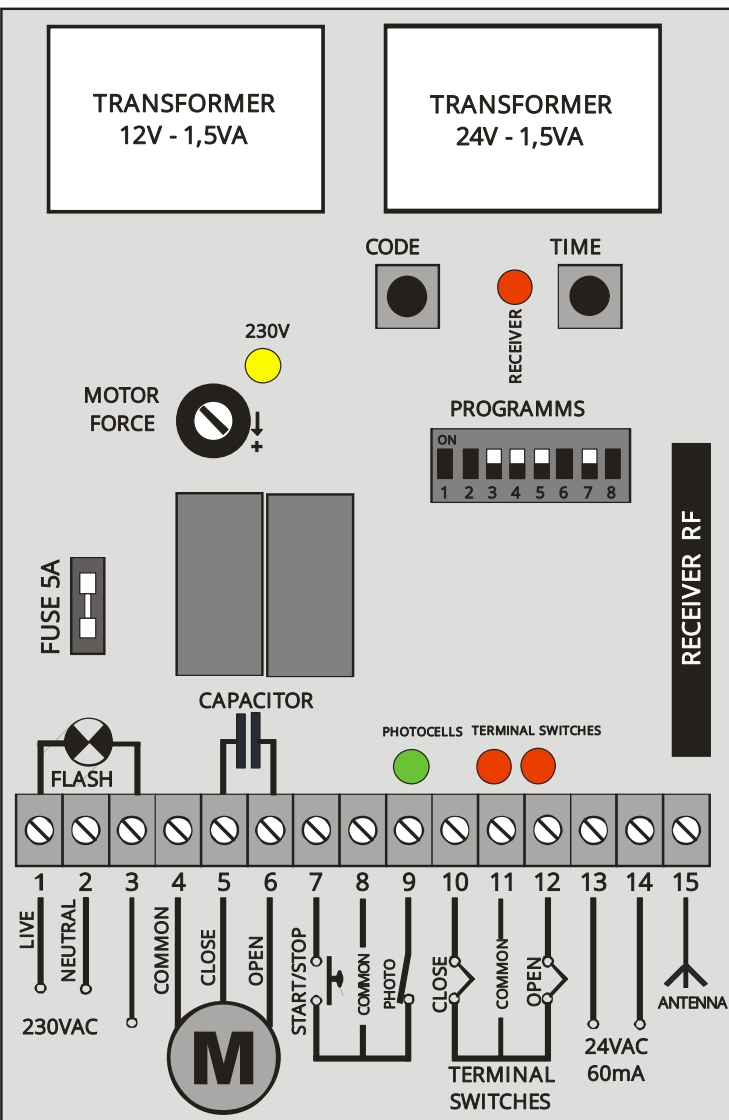 TRANSFORMER
12V - 1,5VA
TRANSFORMER
24V - 1,5VA
CODE
TIME
RECEIVER
230V
MOTOR
FORCE
+
PROGRAMMS
ON
1 2 3 4 5 6 7 8
FUSE 5A
RECEIVER RF
CAPACITOR
FLASH
PHOTOCELLS
TERMINAL SWITCHES
1 2 3 4 5 6 7 8 9 10 11 12 13 14 15
LIVE
NEUTRAL
COMMON
CLOSE
OPEN
START/STOP
COMMON
PHOTO
CLOSE
COMMON
OPEN
ANTENNA
230VAC
M
TERMINAL
SWITCHES
24VAC
60mA